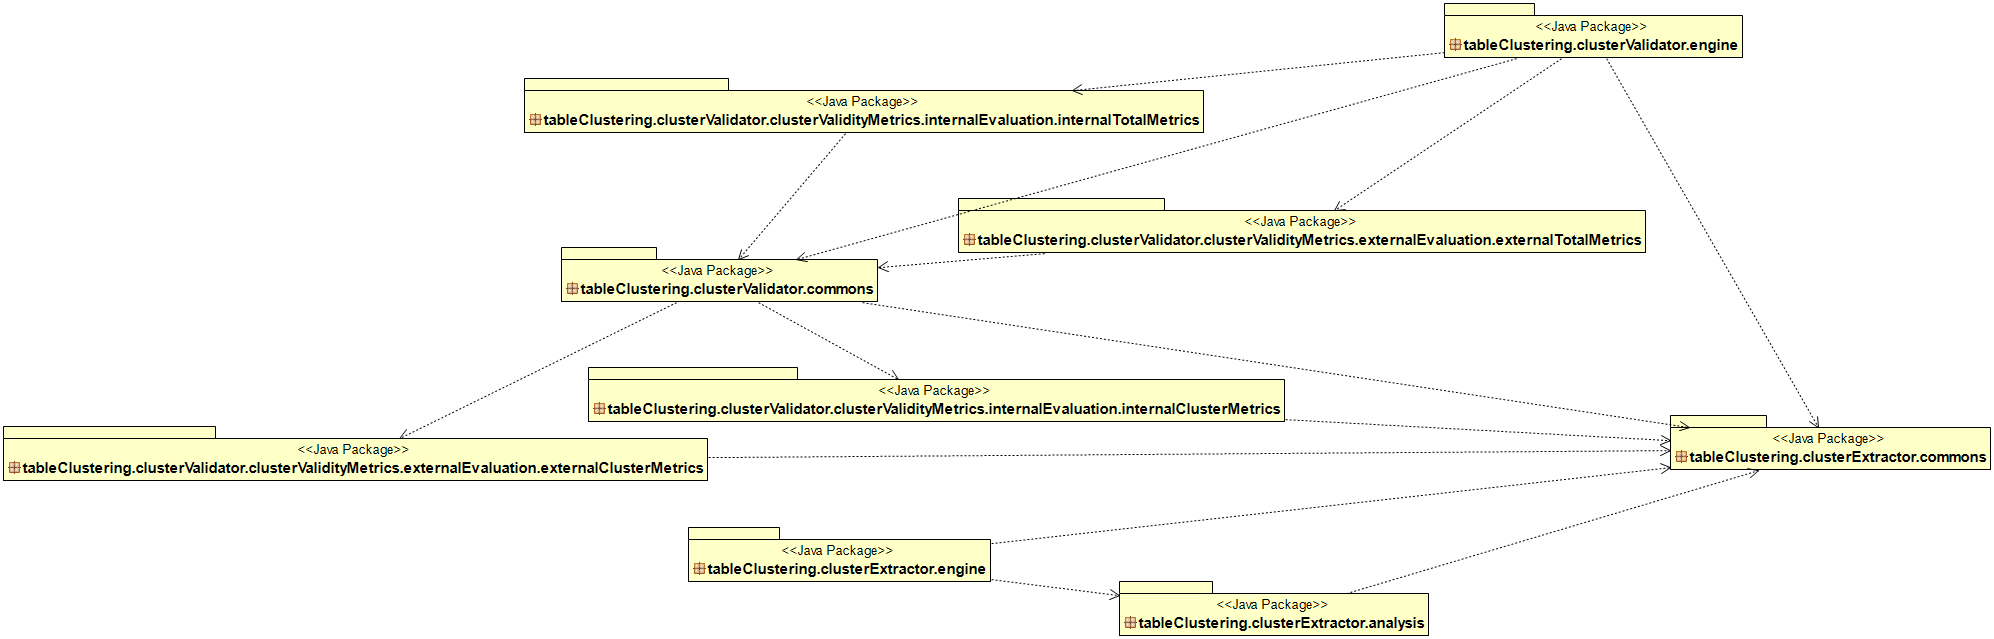 <<Java Package>>
tableClustering.clusterValidator.engine
<<Java Package>>
tableClustering.clusterValidator.clusterValidityMetrics.internalEvaluation.internalTotalMetrics
<<Java Package>>
tableClustering.clusterValidator.clusterValidityMetrics.externalEvaluation.externalTotalMetrics
<<Java Package>>
tableClustering.clusterValidator.commons
<<Java Package>>
tableClustering.clusterValidator.clusterValidityMetrics.internalEvaluation.internalClusterMetrics
<<Java Package>>
tableClustering.clusterExtractor.commons
<<Java Package>>
tableClustering.clusterValidator.clusterValidityMetrics.externalEvaluation.externalClusterMetrics
<<Java Package>>
tableClustering.clusterExtractor.engine
<<Java Package>>
tableClustering.clusterExtractor.analysis